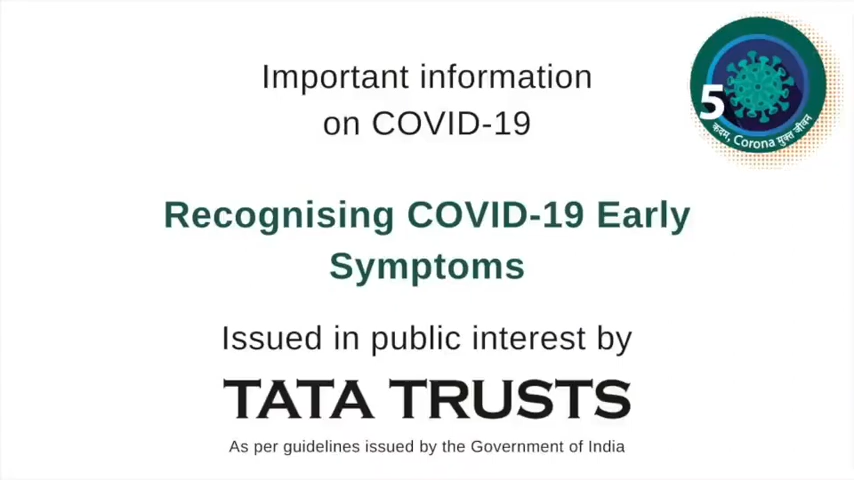 Important information
on COVID-19
5
कदम, Corona मुक्त जीवन
Recognising COVID-19 Early
Symptoms
Issued in public interest by
TATA TRUSTS
As per guidelines issued by the Government of India